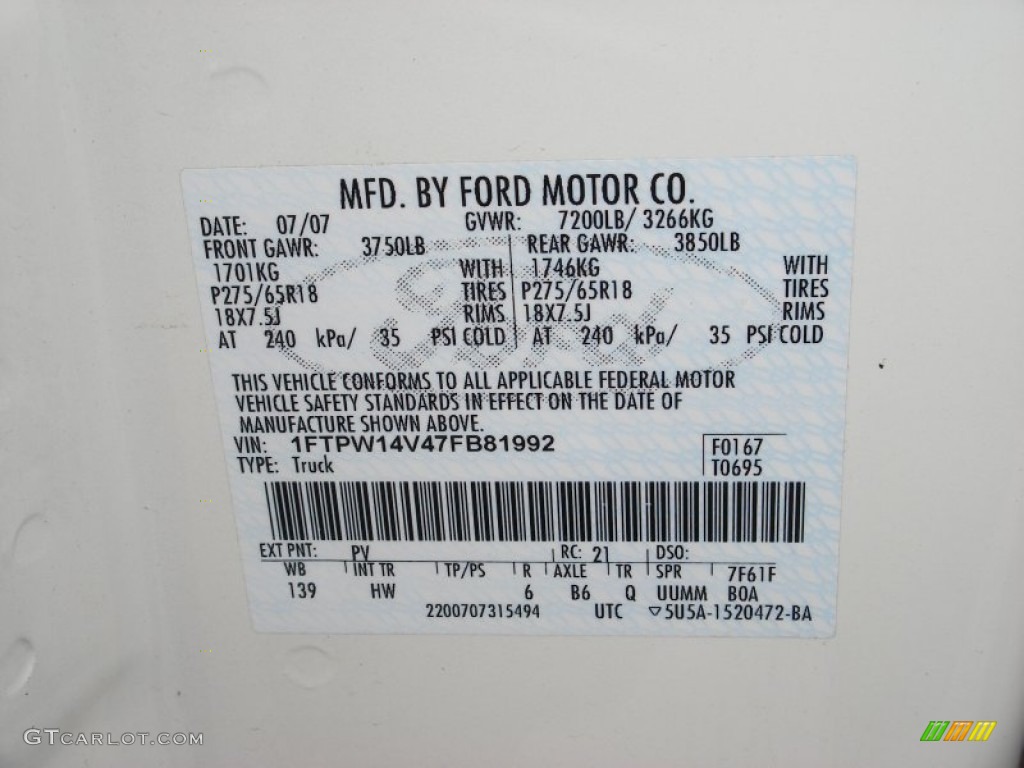 MFD. BY FORD MOTOR CO.
DATE: 07/07 GVWR: 7200LB/ 3266KG
FRONT GAWR: 3750LB REAR GAWR: 3850LB
1701KG WITH 1746KG WITH
P275/65R18 TIRES P275/65R18 TIRES
18X7.5J RIMS 18X7.5J RIMS
AT 240 kPa/ 35 PSI COLD AT 240 kPa/ 35 PSI COLD
Ford
THIS VEHICLE CONFORMS TO ALL APPLICABLE FEDERAL MOTOR
VEHICLE SAFETY STANDARDS IN EFFECT ON THE DATE OF
MANUFACTURE SHOWN ABOVE.
VIN: 1FTPW14V47FB81992 F0167
TYPE: Truck T0695
EXT PNT: PV RC: 21 DSO:
WB INT TR TP/PS R AXLE TR SPR 7F61F
139 HW 6 B6 Q UUMM BOA
2200707315494 UTC ▽5U5A-1520472-BA
GTCARLOT.COM